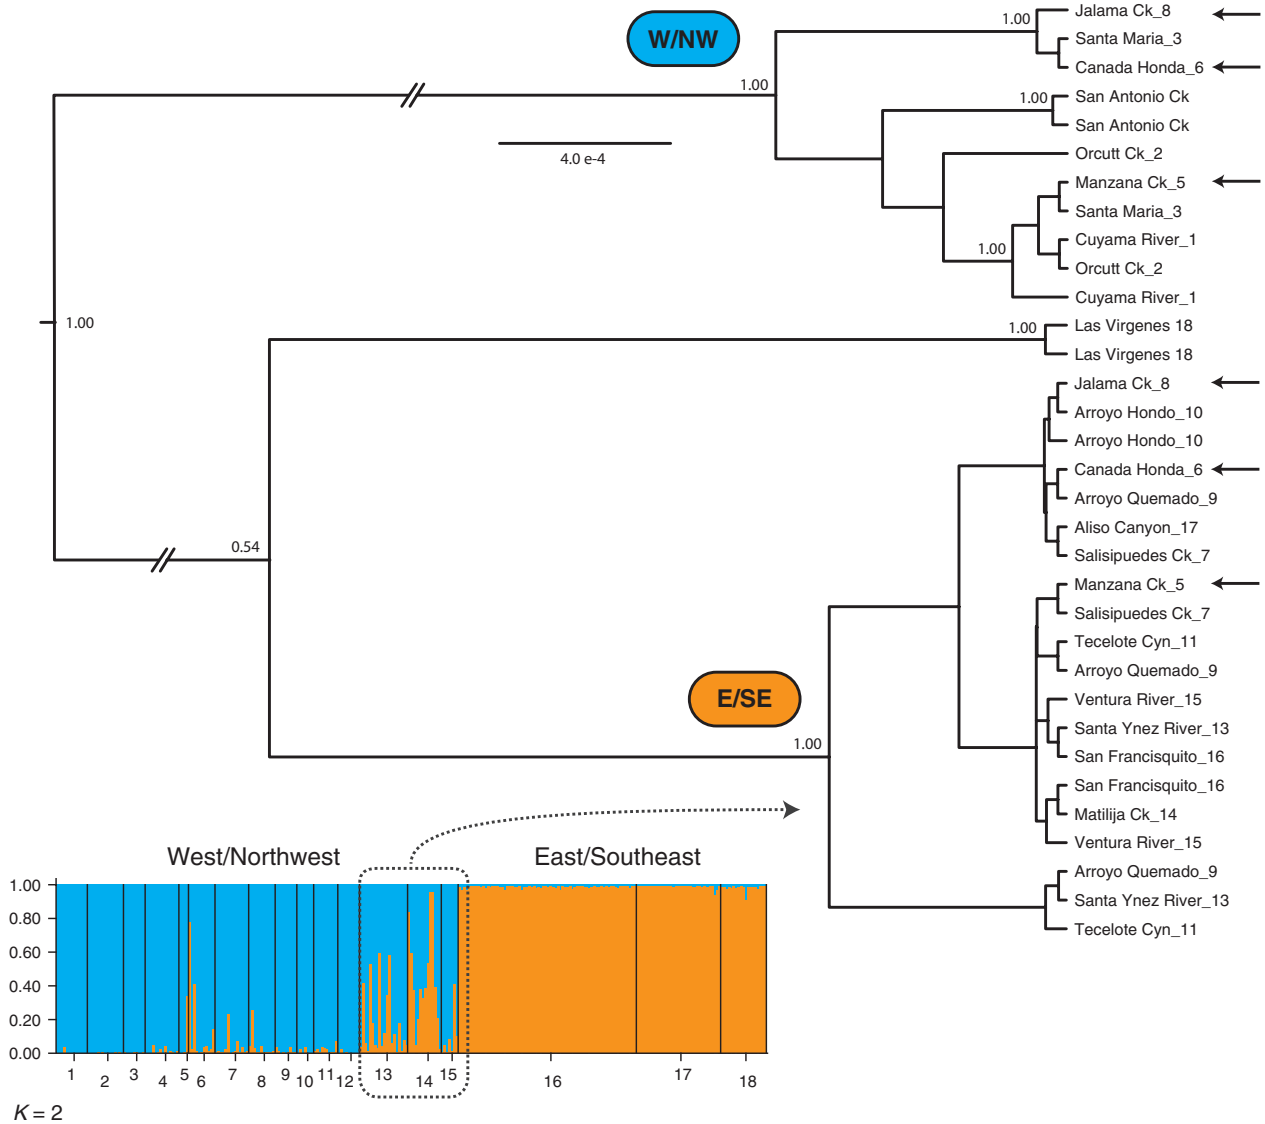 W/NW
1.00
Jalama Ck_8
Santa Maria_3
Canada Honda_6
1.00
1.00
San Antonio Ck
San Antonio Ck
4.0 e-4
Orcutt Ck_2
Manzana Ck_5
Santa Maria_3
1.00
Cuyama River_1
Orcutt Ck_2
Cuyama River_1
1.00
1.00
Las Virgenes 18
Las Virgenes 18
Jalama Ck_8
Arroyo Hondo_10
Arroyo Hondo_10
Canada Honda_6
Arroyo Quemado_9
Aliso Canyon_17
0.54
Salisipuedes Ck_7
Manzana Ck_5
Salisipuedes Ck_7
Tecelote Cyn_11
Arroyo Quemado_9
E/SE
Ventura River_15
Santa Ynez River_13
1.00
San Francisquito_16
San Francisquito_16
Matilija Ck_14
Ventura River_15
Arroyo Quemado_9
Santa Ynez River_13
Tecelote Cyn_11
West/Northwest
East/Southeast
1.00
0.80
0.60
0.40
0.20
0.00
1 2 3 4 5 6 7 8 9 10 11 12 13 14 15 16 17 18
K = 2